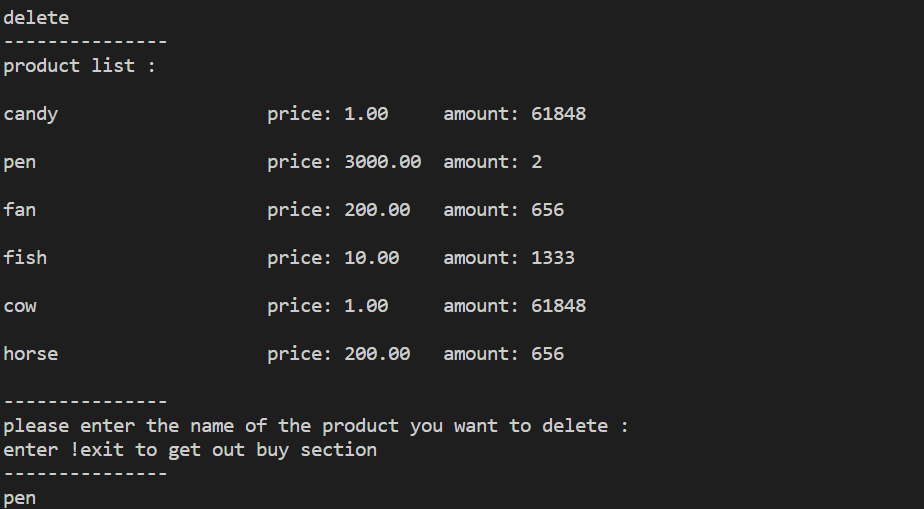 delete
---------------
product list :
candy                   price: 1.00     amount: 61848
pen                     price: 3000.00  amount: 2
fan                     price: 200.00   amount: 656
fish                    price: 10.00    amount: 1333
cow                     price: 1.00     amount: 61848
horse                   price: 200.00   amount: 656
---------------
please enter the name of the product you want to delete :
enter !exit to get out buy section
---------------
pen